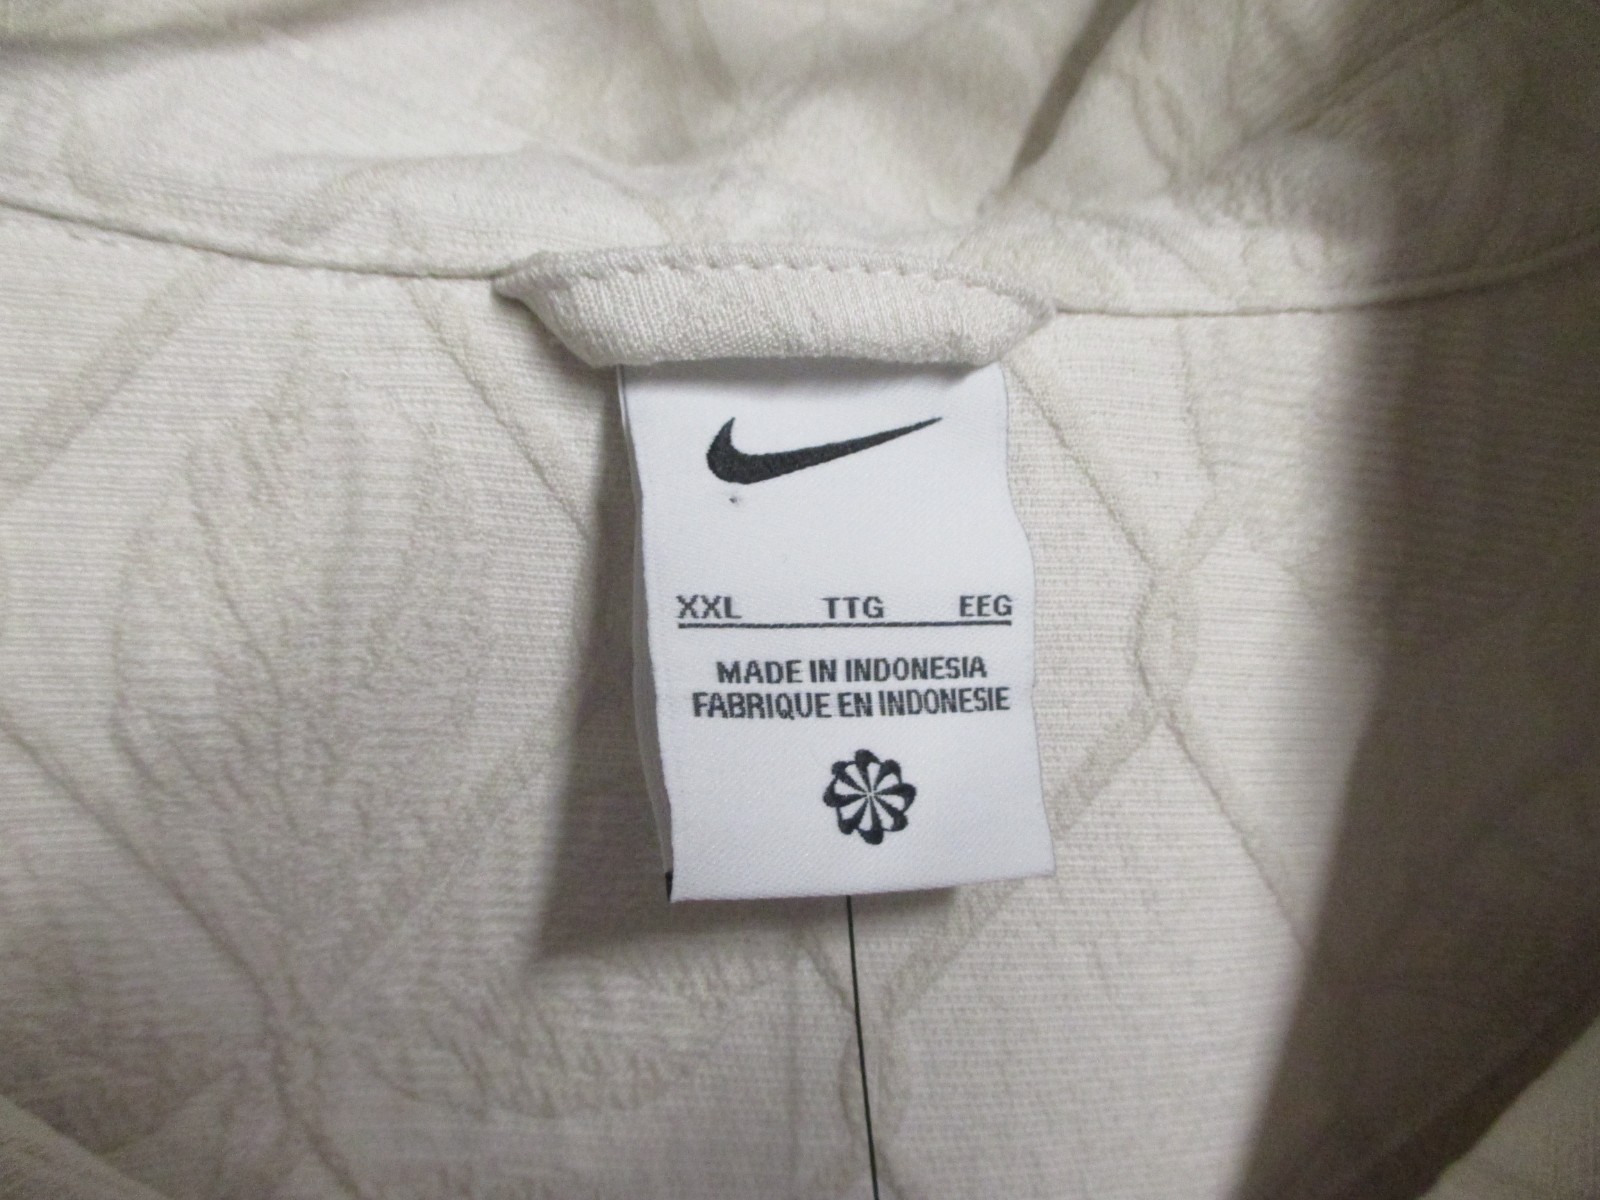 XXL TTG EEG
MADE IN INDONESIA
FABRIQUE EN INDONESIE